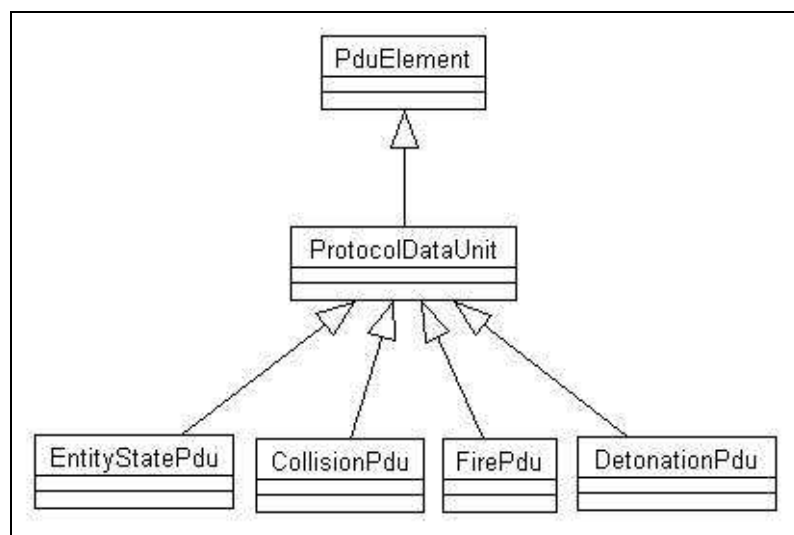 PduElement
ProtocolDataUnit
EntityStatePdu
CollisionPdu
FirePdu
DetonationPdu